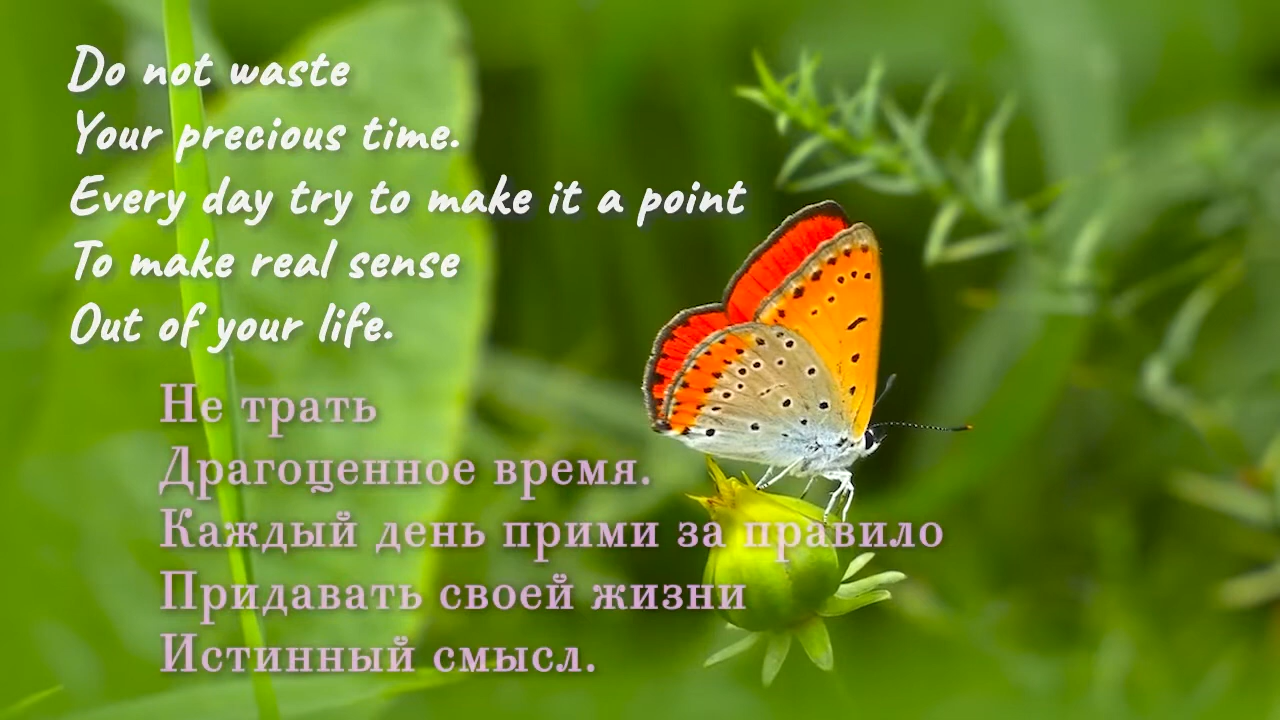 Do not waste
Your precious time.
Every day try to make it a point
To make real sense
Out of your life.
Не трать
Драгоценное время.
Каждый день прими за правило
Придавать своей жизни
Истинный смысл.